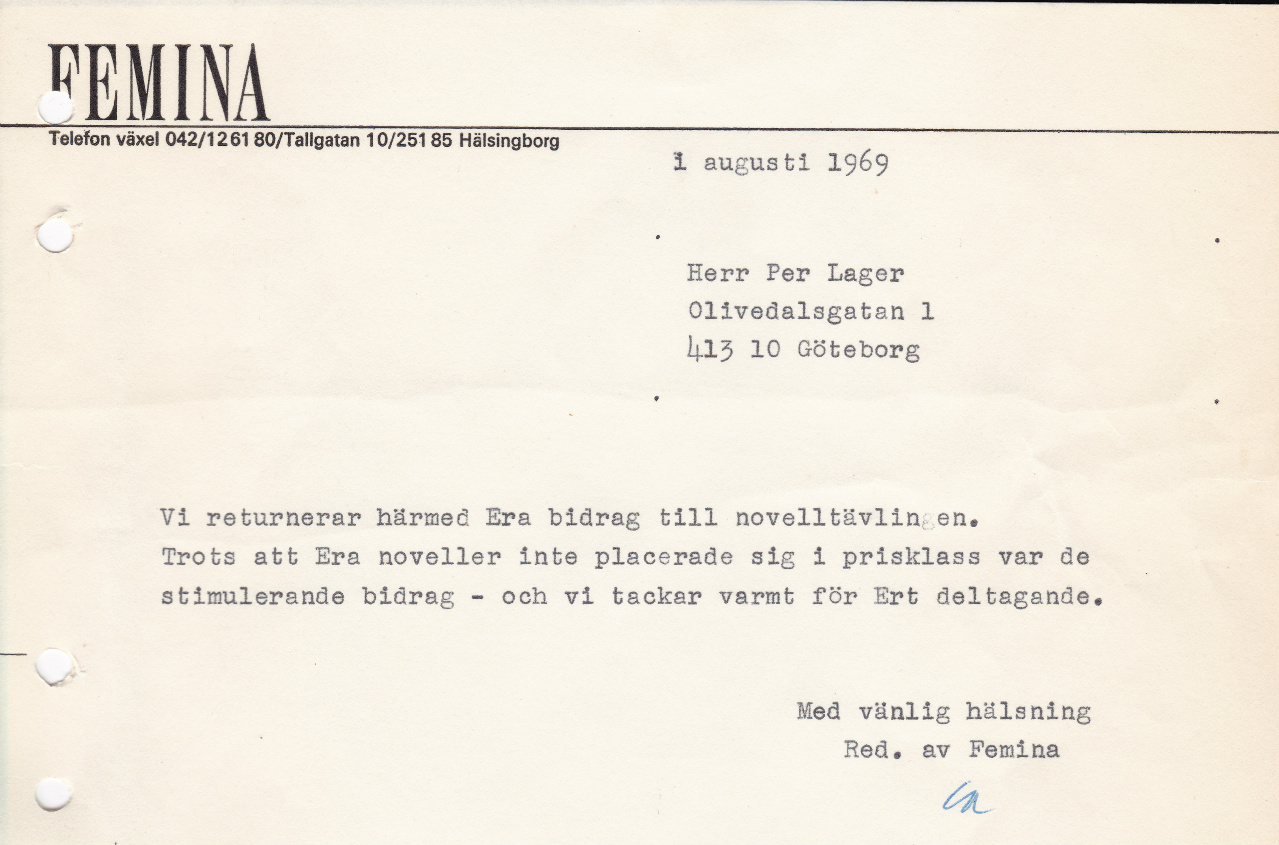 FEMINA
Telefon växel 042/12 61 80/Tallgatan 10/251 85 Hälsingborg
1 augusti 1969
Herr Per Lager
Olivedalsgatan 1
413 10 Göteborg
Vi returnerar härmed Era bidrag till novelltävlingen.
Trots att Era noveller inte placerade sig i prisklass var de
stimulerande bidrag - och vi tackar varmt för Ert deltagande.
Med vänlig hälsning
Red. av Femina